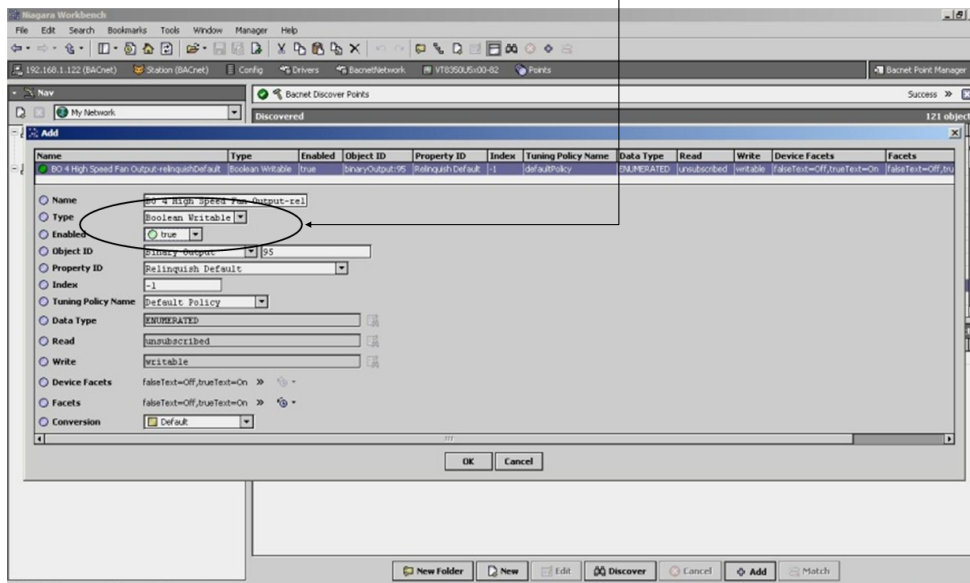 Niagara Workbench
File Edit Search Bookmarks Tools Window Manager Help
192.168.1.122 (BACnet) Station (BACnet) Config Drivers BacnetNetwork VT8350U5x00-82 Points Bacnet Point Manager
Nav Bacnet Discover Points Success »
My Network Discovered 121 object
Add
Name Type Enabled Object ID Property ID Index Tuning Policy Name Data Type Read Write Device Facets Facets
BO 4 High Speed Fan Output-relinquishDefault Boolean Writable true binaryOutput:95 Relinquish Default -1 defaultPolicy ENUMERATED unsubscribed writable falseText=Off,trueText=On falseText=Off,tru
Name BO 4 High Speed Fan Output-rel
Type Boolean Writable
Enabled true
Object ID Binary Output 95
Property ID Relinquish Default
Index -1
Tuning Policy Name Default Policy
Data Type ENUMERATED
Read unsubscribed
Write writable
Device Facets falseText=Off,trueText=On »
Facets falseText=Off,trueText=On »
Conversion Default
OK Cancel
New Folder New Edit Discover Cancel Add Match